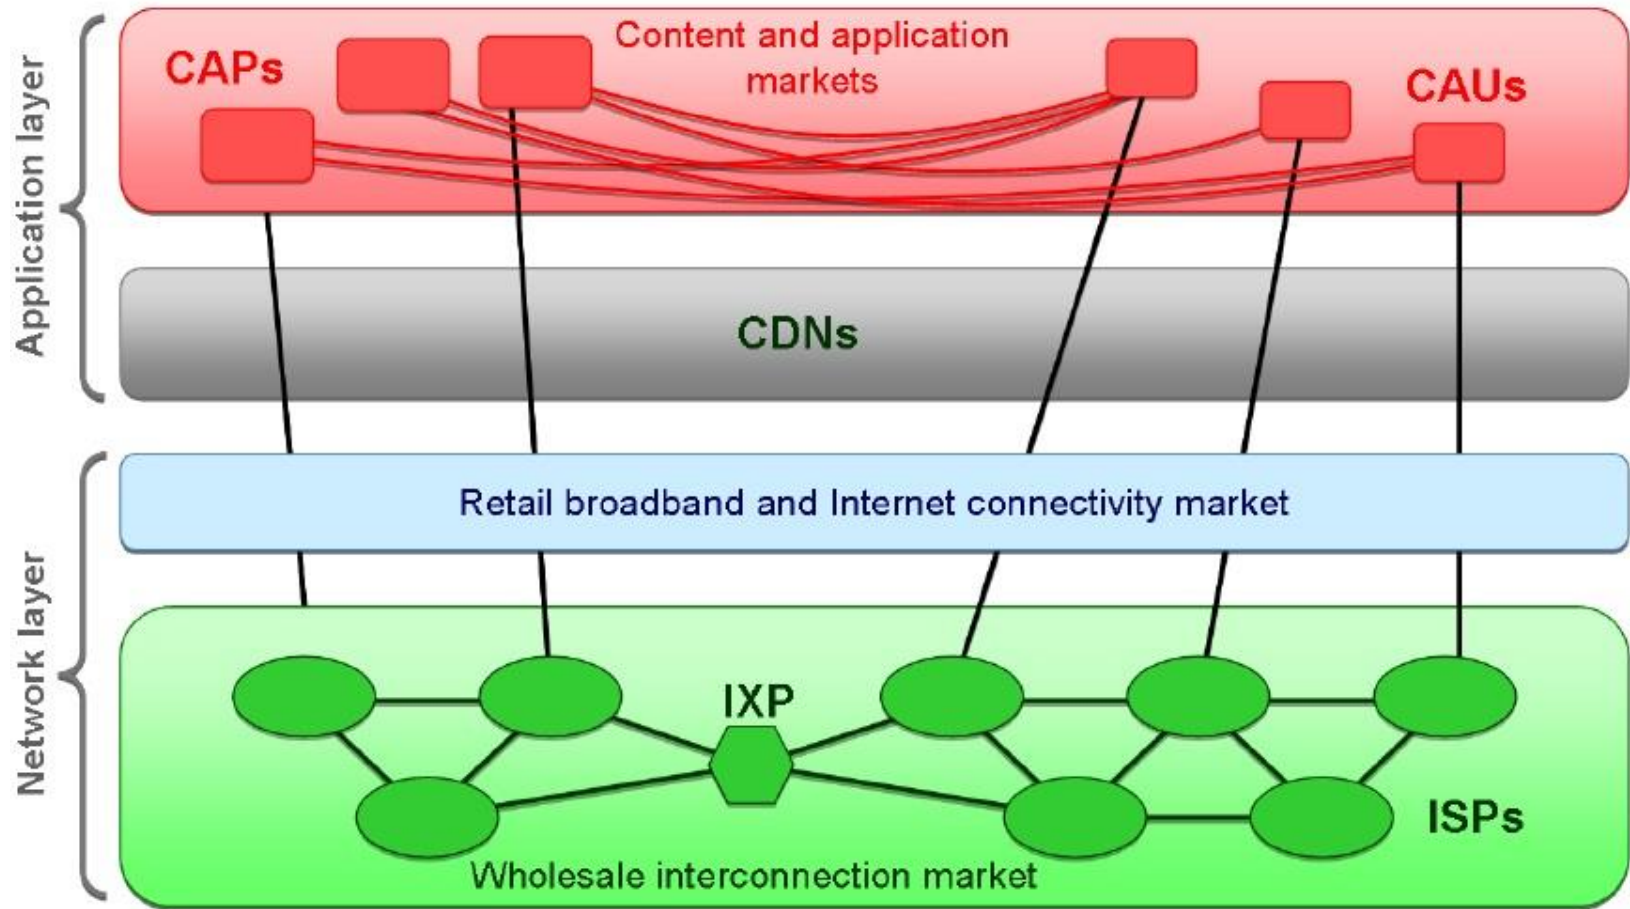 Application layer
CAPs
Content and application
markets
CAUs
CDNs
Network layer
Retail broadband and Internet connectivity market
IXP
ISPs
Wholesale interconnection market